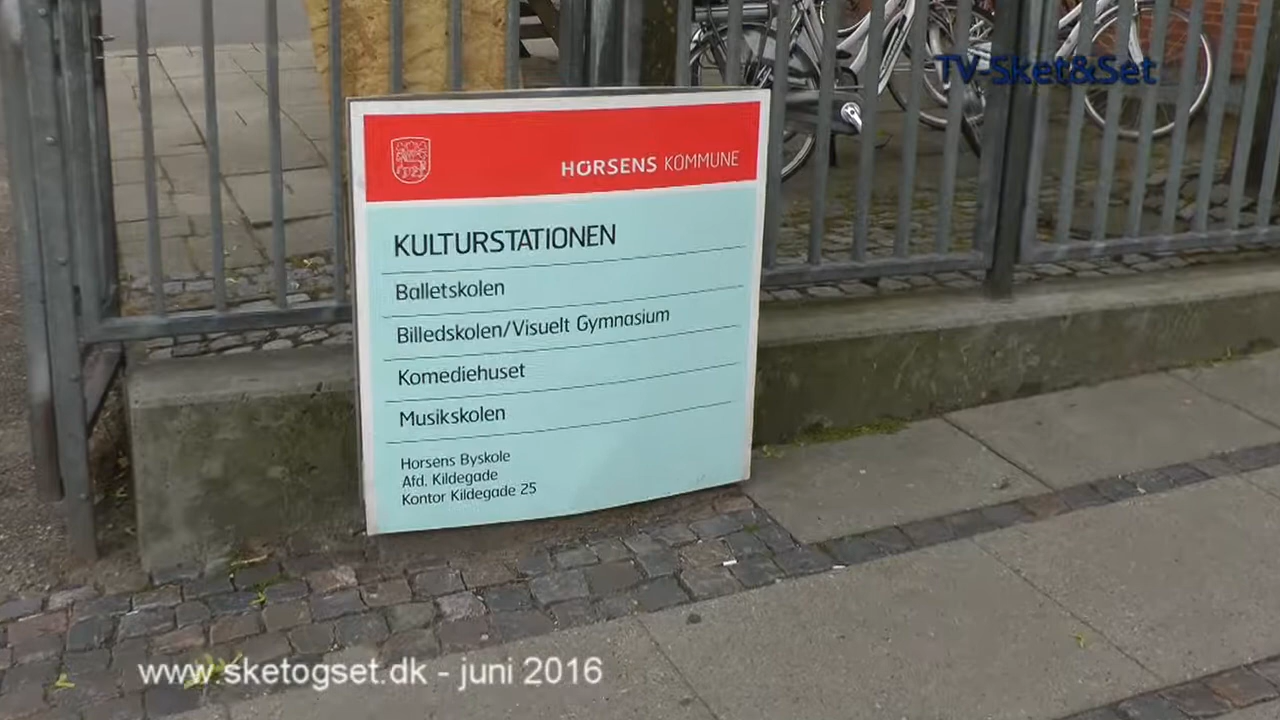 TV-Sket&Set
HORSENS KOMMUNE
KULTURSTATIONEN
Balletskolen
Billedskolen/Visuelt Gymnasium
Komediehuset
Musikskolen
Horsens Byskole
Afd. Kildegade
Kontor Kildegade 25
www.sketogset.dk - juni 2016